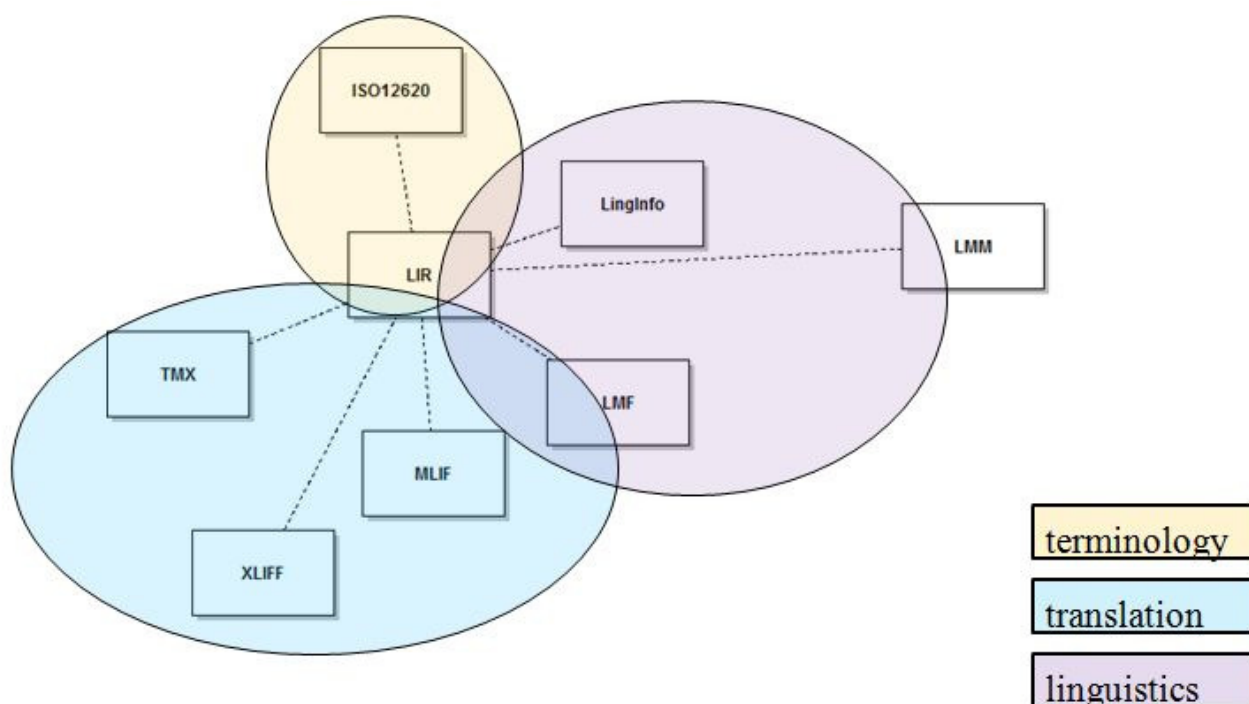 ISO12620
LingInfo
LMM
LIR
TMX
LMF
MLIF
XLIFF
terminology
translation
linguistics